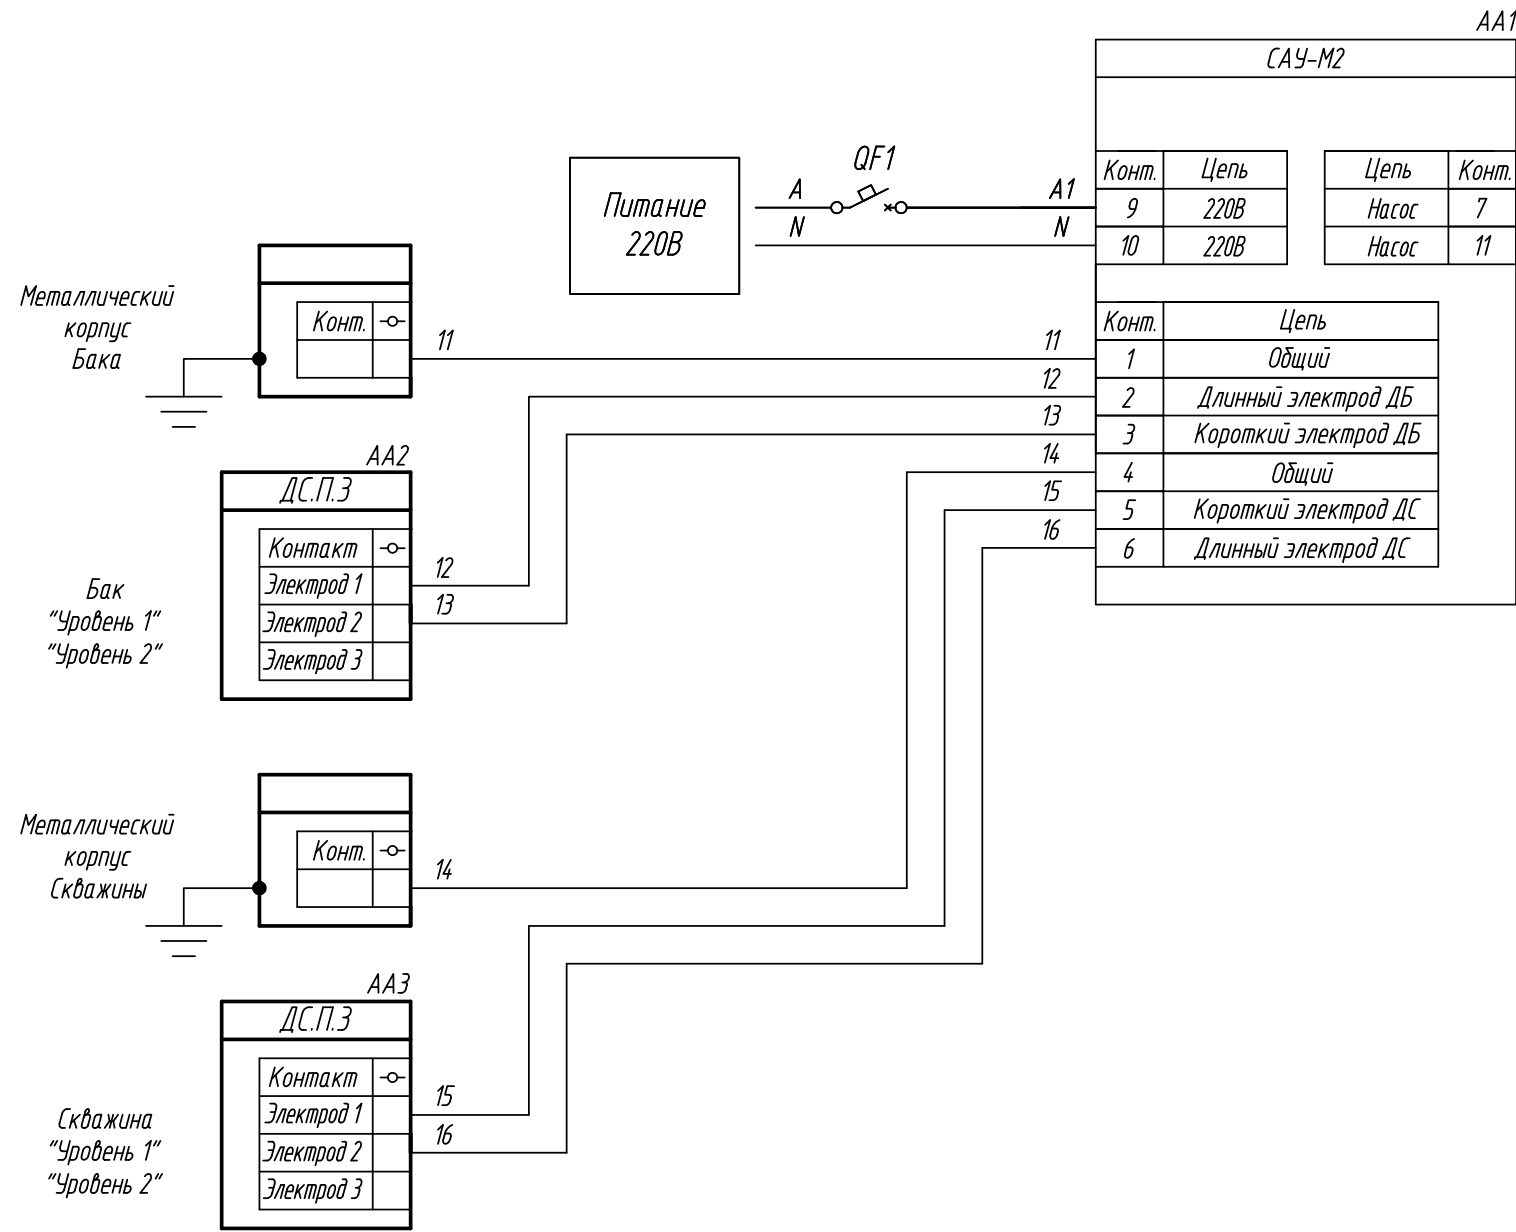 АА1
САУ-М2
Конт. Цепь Цепь Конт.
9 220В Насос 7
10 220В Насос 11
Питание
220В
QF1
А А1
N N
Металлический
корпус
Бака
Конт.
11 11
Конт. Цепь
1 Общий
12
2 Длинный электрод ДБ
13
3 Короткий электрод ДБ
14
4 Общий
15
5 Короткий электрод ДС
16
6 Длинный электрод ДС
АА2
ДС.П.3
Контакт
Электрод 1 12
Электрод 2 13
Электрод 3
Бак
"Уровень 1"
"Уровень 2"
Металлический
корпус
Скважины
Конт.
14
АА3
ДС.П.3
Контакт
Электрод 1 15
Электрод 2 16
Электрод 3
Скважина
"Уровень 1"
"Уровень 2"